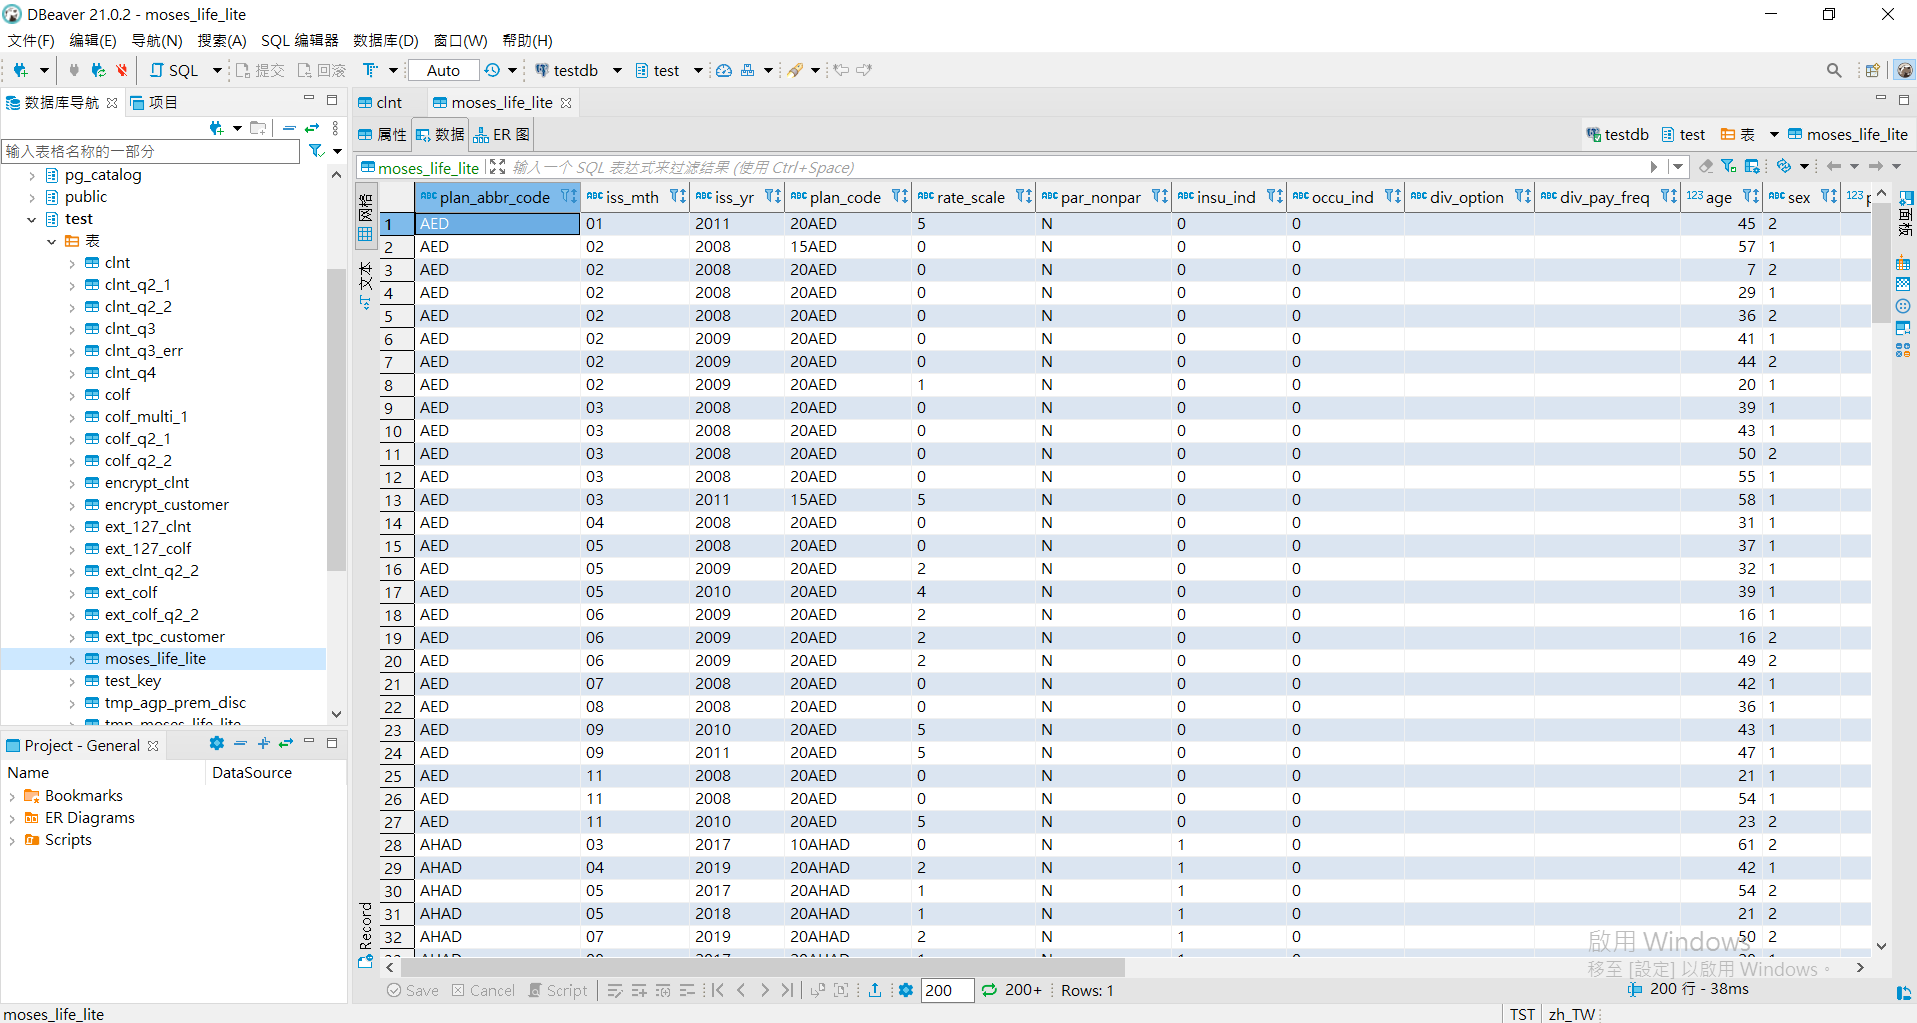 DBeaver 21.0.2 - moses_life_lite
文件(F) 编辑(E) 导航(N) 搜索(A) SQL 编辑器 数据库(D) 窗口(W) 帮助(H)
SQL 提交 回滚 Auto testdb test
数据库导航 项目
输入表格名称的一部分
pg_catalog
public
test
表
clnt
clnt_q2_1
clnt_q2_2
clnt_q3
clnt_q3_err
clnt_q4
colf
colf_multi_1
colf_q2_1
colf_q2_2
encrypt_clnt
encrypt_customer
ext_127_clnt
ext_127_colf
ext_clnt_q2_2
ext_colf
ext_colf_q2_2
ext_tpc_customer
moses_life_lite
test_key
tmp_agp_prem_disc
tmp_moses_life_lite
Project - General
Name DataSource
Bookmarks
ER Diagrams
Scripts
clnt moses_life_lite
属性 数据 ER 图 testdb test 表 moses_life_lite
moses_life_lite 输入一个 SQL 表达式来过滤结果 (使用 Ctrl+Space)
网格
文本
Record
面板
ABC plan_abbr_code ABC iss_mth ABC iss_yr ABC plan_code ABC rate_scale ABC par_nonpar ABC insu_ind ABC occu_ind ABC div_option ABC div_pay_freq 123 age ABC sex 123
1 AED 01 2011 20AED 5 N 0 0 45 2
2 AED 02 2008 15AED 0 N 0 0 57 1
3 AED 02 2008 20AED 0 N 0 0 7 2
4 AED 02 2008 20AED 0 N 0 0 29 1
5 AED 02 2008 20AED 0 N 0 0 36 2
6 AED 02 2009 20AED 0 N 0 0 41 1
7 AED 02 2009 20AED 0 N 0 0 44 2
8 AED 02 2009 20AED 1 N 0 0 20 1
9 AED 03 2008 20AED 0 N 0 0 39 1
10 AED 03 2008 20AED 0 N 0 0 43 1
11 AED 03 2008 20AED 0 N 0 0 50 2
12 AED 03 2008 20AED 0 N 0 0 55 1
13 AED 03 2011 15AED 5 N 0 0 58 1
14 AED 04 2008 20AED 0 N 0 0 31 1
15 AED 05 2008 20AED 0 N 0 0 37 1
16 AED 05 2009 20AED 2 N 0 0 32 1
17 AED 05 2010 20AED 4 N 0 0 39 1
18 AED 06 2009 20AED 2 N 0 0 16 1
19 AED 06 2009 20AED 2 N 0 0 16 2
20 AED 06 2009 20AED 2 N 0 0 49 2
21 AED 07 2008 20AED 0 N 0 0 42 1
22 AED 08 2008 20AED 0 N 0 0 36 1
23 AED 09 2010 20AED 5 N 0 0 43 1
24 AED 09 2011 20AED 5 N 0 0 47 1
25 AED 11 2008 20AED 0 N 0 0 21 1
26 AED 11 2008 20AED 0 N 0 0 54 1
27 AED 11 2010 20AED 5 N 0 0 23 2
28 AHAD 03 2017 10AHAD 0 N 1 0 61 2
29 AHAD 04 2019 20AHAD 2 N 1 0 42 1
30 AHAD 05 2017 20AHAD 1 N 1 0 54 2
31 AHAD 05 2018 20AHAD 1 N 1 0 21 2
32 AHAD 07 2019 20AHAD 2 N 1 0 50 2
啟用 Windows
移至 [設定] 以啟用 Windows。
Save Cancel Script 200 200+ Rows: 1 200 行 - 38ms
moses_life_lite TST zh_TW